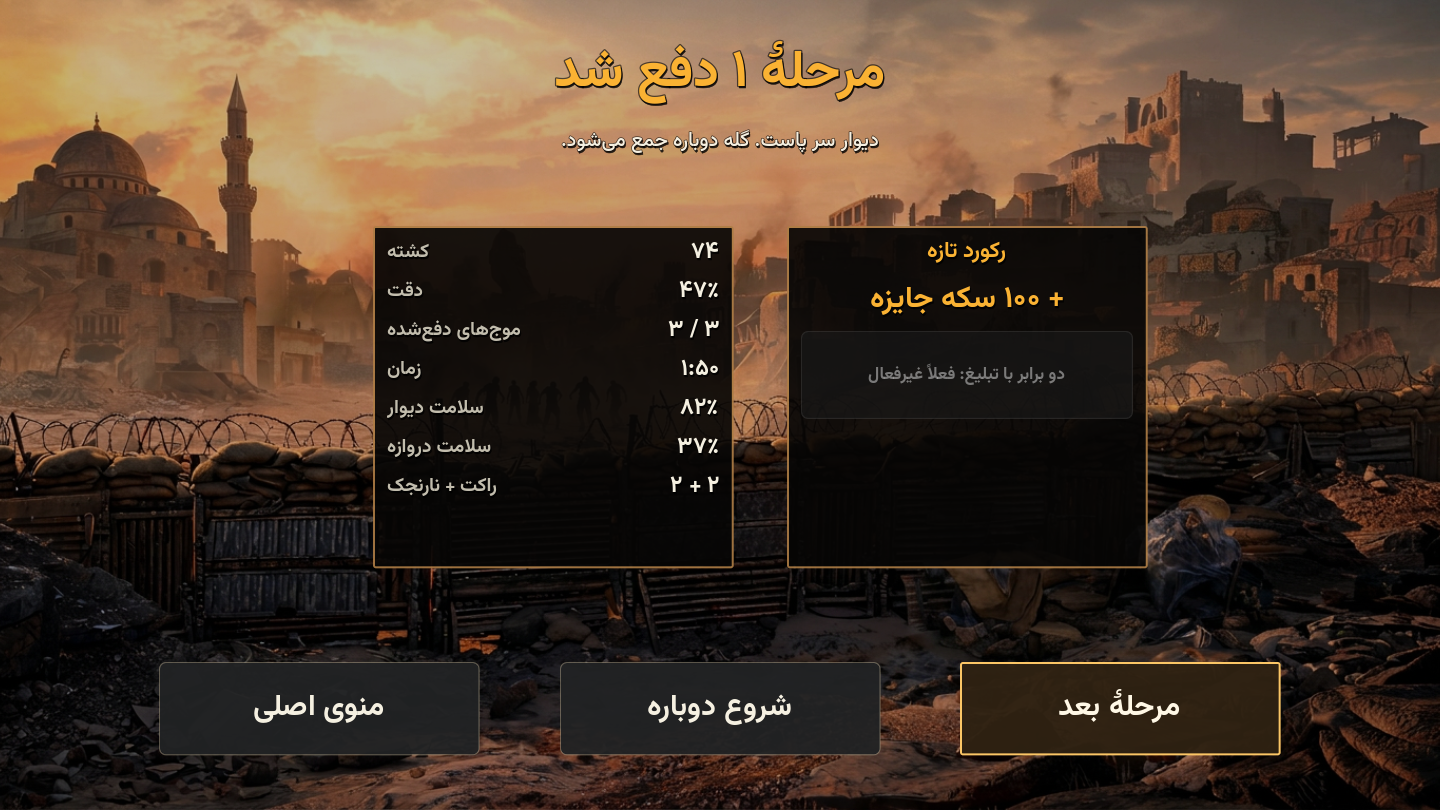 مرحلهٔ ۱ دفع شد
دیوار سر پاست. گله دوباره جمع می‌شود.
رکورد تازه
+ ۱۰۰ سکه جایزه
دو برابر با تبلیغ: فعلاً غیرفعال
کشته ۷۴
دقت ۴۷٪
موج‌های دفع‌شده ۳ / ۳
زمان ۱:۵۰
سلامت دیوار ۸۲٪
سلامت دروازه ۳۷٪
راکت + نارنجک ۲ + ۲
مرحلهٔ بعد
شروع دوباره
منوی اصلی